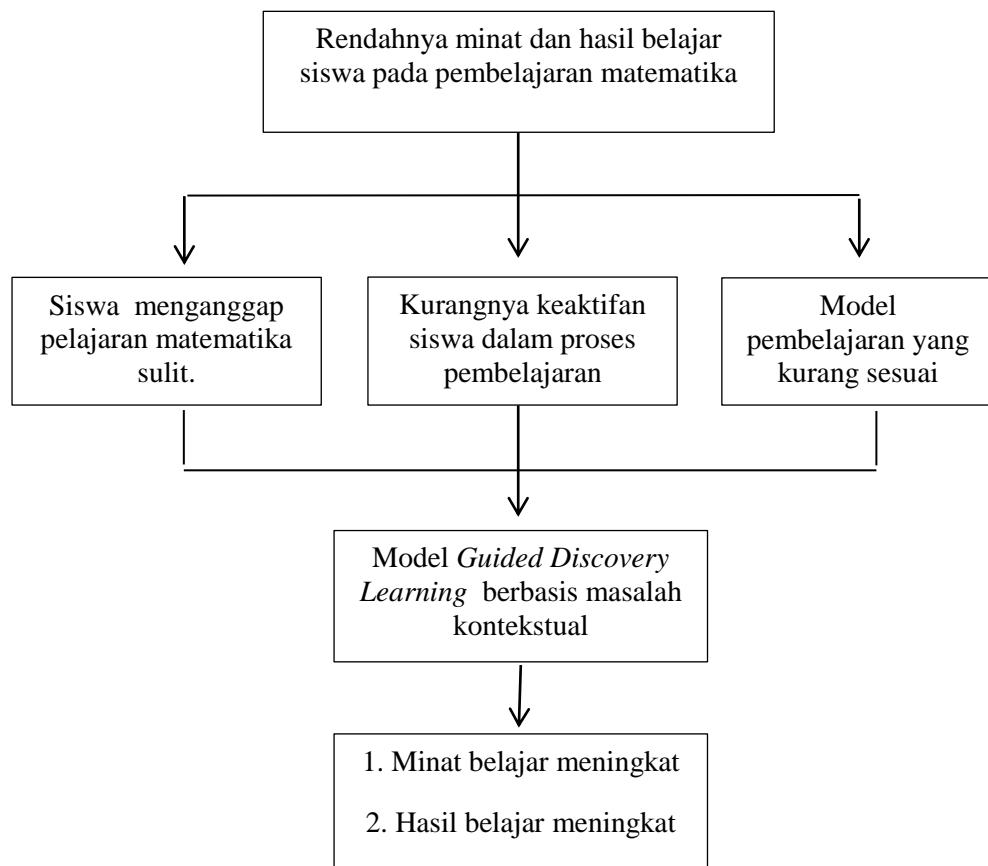 Rendahnya minat dan hasil belajar
siswa pada pembelajaran matematika
Siswa menganggap
pelajaran matematika
sulit.
Kurangnya keaktifan
siswa dalam proses
pembelajaran
Model
pembelajaran yang
kurang sesuai
Model Guided Discovery
Learning berbasis masalah
kontekstual
1. Minat belajar meningkat
2. Hasil belajar meningkat